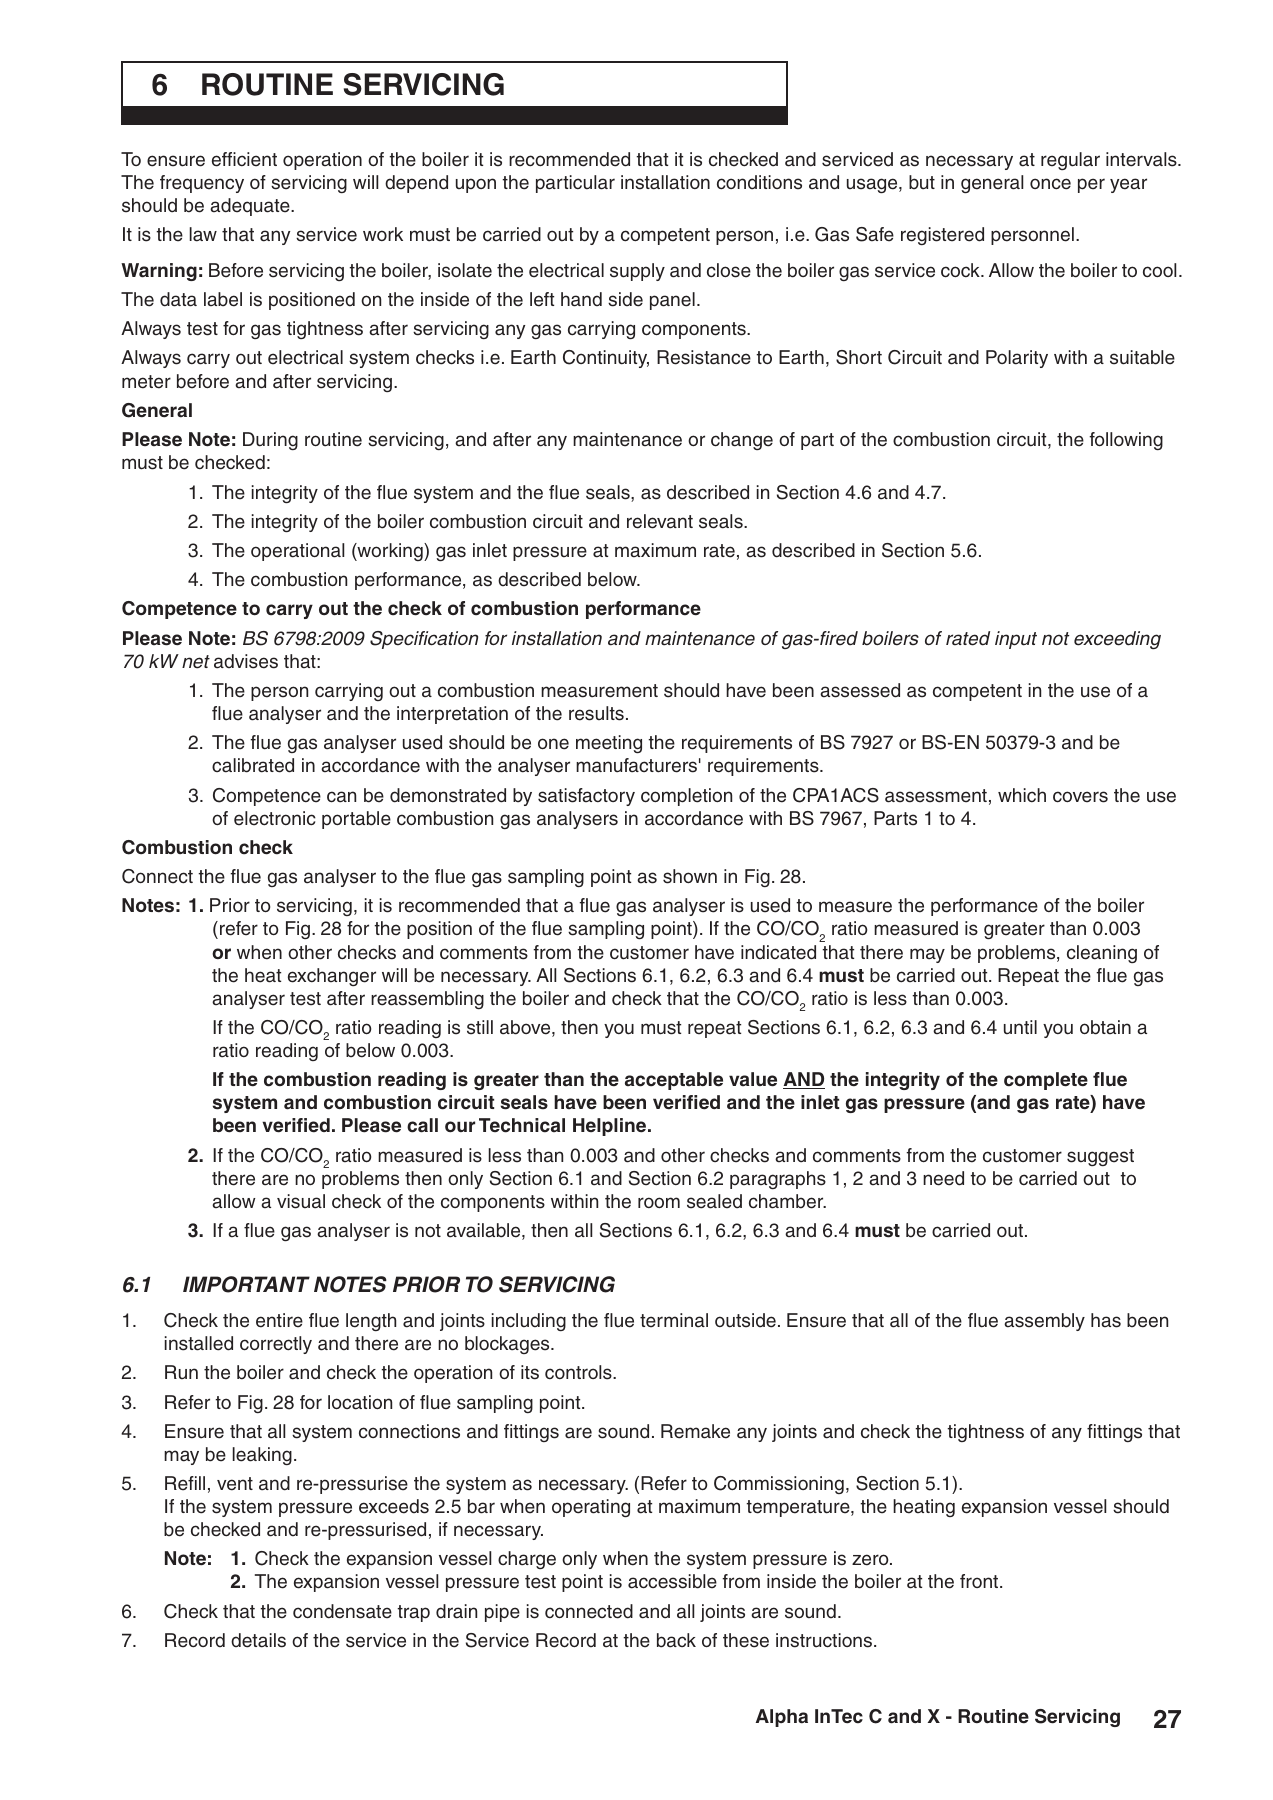 6 ROUTINE SERVICING
To ensure efficient operation of the boiler it is recommended that it is checked and serviced as necessary at regular intervals.
The frequency of servicing will depend upon the particular installation conditions and usage, but in general once per year
should be adequate.
It is the law that any service work must be carried out by a competent person, i.e. Gas Safe registered personnel.
Warning: Before servicing the boiler, isolate the electrical supply and close the boiler gas service cock. Allow the boiler to cool.
The data label is positioned on the inside of the left hand side panel.
Always test for gas tightness after servicing any gas carrying components.
Always carry out electrical system checks i.e. Earth Continuity, Resistance to Earth, Short Circuit and Polarity with a suitable
meter before and after servicing.
General
Please Note: During routine servicing, and after any maintenance or change of part of the combustion circuit, the following
must be checked:
1. The integrity of the flue system and the flue seals, as described in Section 4.6 and 4.7.
2. The integrity of the boiler combustion circuit and relevant seals.
3. The operational (working) gas inlet pressure at maximum rate, as described in Section 5.6.
4. The combustion performance, as described below.
Competence to carry out the check of combustion performance
Please Note: BS 6798:2009 Specification for installation and maintenance of gas-fired boilers of rated input not exceeding
70 kW net advises that:
1. The person carrying out a combustion measurement should have been assessed as competent in the use of a
flue analyser and the interpretation of the results.
2. The flue gas analyser used should be one meeting the requirements of BS 7927 or BS-EN 50379-3 and be
calibrated in accordance with the analyser manufacturers' requirements.
3. Competence can be demonstrated by satisfactory completion of the CPA1ACS assessment, which covers the use
of electronic portable combustion gas analysers in accordance with BS 7967, Parts 1 to 4.
Combustion check
Connect the flue gas analyser to the flue gas sampling point as shown in Fig. 28.
Notes: 1. Prior to servicing, it is recommended that a flue gas analyser is used to measure the performance of the boiler
(refer to Fig. 28 for the position of the flue sampling point). If the CO/CO2 ratio measured is greater than 0.003
or when other checks and comments from the customer have indicated that there may be problems, cleaning of
the heat exchanger will be necessary. All Sections 6.1, 6.2, 6.3 and 6.4 must be carried out. Repeat the flue gas
analyser test after reassembling the boiler and check that the CO/CO2 ratio is less than 0.003.
If the CO/CO2 ratio reading is still above, then you must repeat Sections 6.1, 6.2, 6.3 and 6.4 until you obtain a
ratio reading of below 0.003.
If the combustion reading is greater than the acceptable value AND the integrity of the complete flue
system and combustion circuit seals have been verified and the inlet gas pressure (and gas rate) have
been verified. Please call our Technical Helpline.
2. If the CO/CO2 ratio measured is less than 0.003 and other checks and comments from the customer suggest
there are no problems then only Section 6.1 and Section 6.2 paragraphs 1, 2 and 3 need to be carried out to
allow a visual check of the components within the room sealed chamber.
3. If a flue gas analyser is not available, then all Sections 6.1, 6.2, 6.3 and 6.4 must be carried out.
6.1 IMPORTANT NOTES PRIOR TO SERVICING
1. Check the entire flue length and joints including the flue terminal outside. Ensure that all of the flue assembly has been
installed correctly and there are no blockages.
2. Run the boiler and check the operation of its controls.
3. Refer to Fig. 28 for location of flue sampling point.
4. Ensure that all system connections and fittings are sound. Remake any joints and check the tightness of any fittings that
may be leaking.
5. Refill, vent and re-pressurise the system as necessary. (Refer to Commissioning, Section 5.1).
If the system pressure exceeds 2.5 bar when operating at maximum temperature, the heating expansion vessel should
be checked and re-pressurised, if necessary.
Note: 1. Check the expansion vessel charge only when the system pressure is zero.
2. The expansion vessel pressure test point is accessible from inside the boiler at the front.
6. Check that the condensate trap drain pipe is connected and all joints are sound.
7. Record details of the service in the Service Record at the back of these instructions.
Alpha InTec C and X - Routine Servicing 27